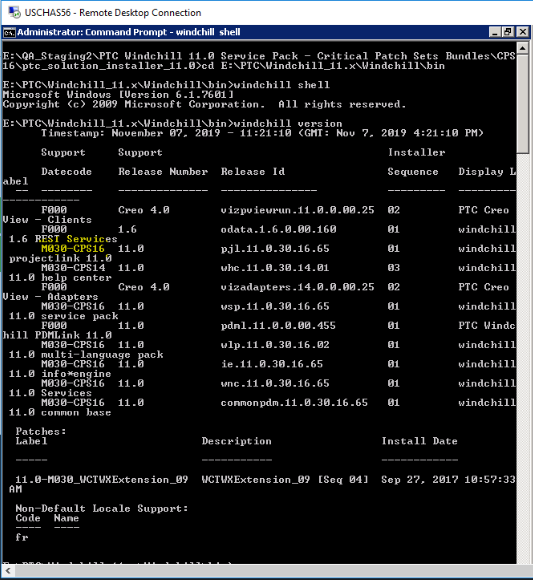 USCHAS56 - Remote Desktop Connection
Administrator: Command Prompt - windchill shell
E:\QA_Staging2\PTC Windchill 11.0 Service Pack - Critical Patch Sets Bundles\CPS
16\ptc_solution_installer_11.0>cd E:\PTC\Windchill_11.x\Windchill\bin
E:\PTC\Windchill_11.x\Windchill\bin>windchill shell
Microsoft Windows [Version 6.1.7601]
Copyright (c) 2009 Microsoft Corporation. All rights reserved.
E:\PTC\Windchill_11.x\Windchill\bin>windchill version
Timestamp: November 07, 2019 - 11:21:10 (GMT: Nov 7, 2019 4:21:10 PM)
Support Support Installer
Datecode Release Number Release Id Sequence Display L
abel
-- -------- -------------- --------------- --------- ---------
-------------
F000 Creo 4.0 vizpviewrun.11.0.0.00.25 02 PTC Creo
View - Clients
F000 1.6 odata.1.6.0.00.160 01 windchill
1.6 REST Services
M030-CPS16 11.0 pjl.11.0.30.16.65 01 windchill
projectlink 11.0
M030-CPS14 11.0 whc.11.0.30.14.01 03 windchill
11.0 help center
F000 Creo 4.0 vizadapters.14.0.0.00.25 02 PTC Creo
View - Adapters
M030-CPS16 11.0 wsp.11.0.30.16.65 01 windchill
11.0 service pack
F000 11.0 pdml.11.0.0.00.455 01 PTC Windc
hill PDMLink 11.0
M030-CPS16 11.0 wlp.11.0.30.16.02 01 windchill
11.0 multi-language pack
M030-CPS16 11.0 ie.11.0.30.16.65 01 windchill
11.0 info*engine
M030-CPS16 11.0 wnc.11.0.30.16.65 01 windchill
11.0 Services
M030-CPS16 11.0 commonpdm.11.0.30.16.65 01 windchill
11.0 common base
Patches:
Label Description Install Date
----- ----------- ------------
11.0-M030_WCTWXExtension_09 WCTWXExtension_09 [Seq 04] Sep 27, 2017 10:57:33
AM
Non-Default Locale Support:
Code Name
---- ----
fr
E:\PTC\Windchill_11.x\Windchill\bin>